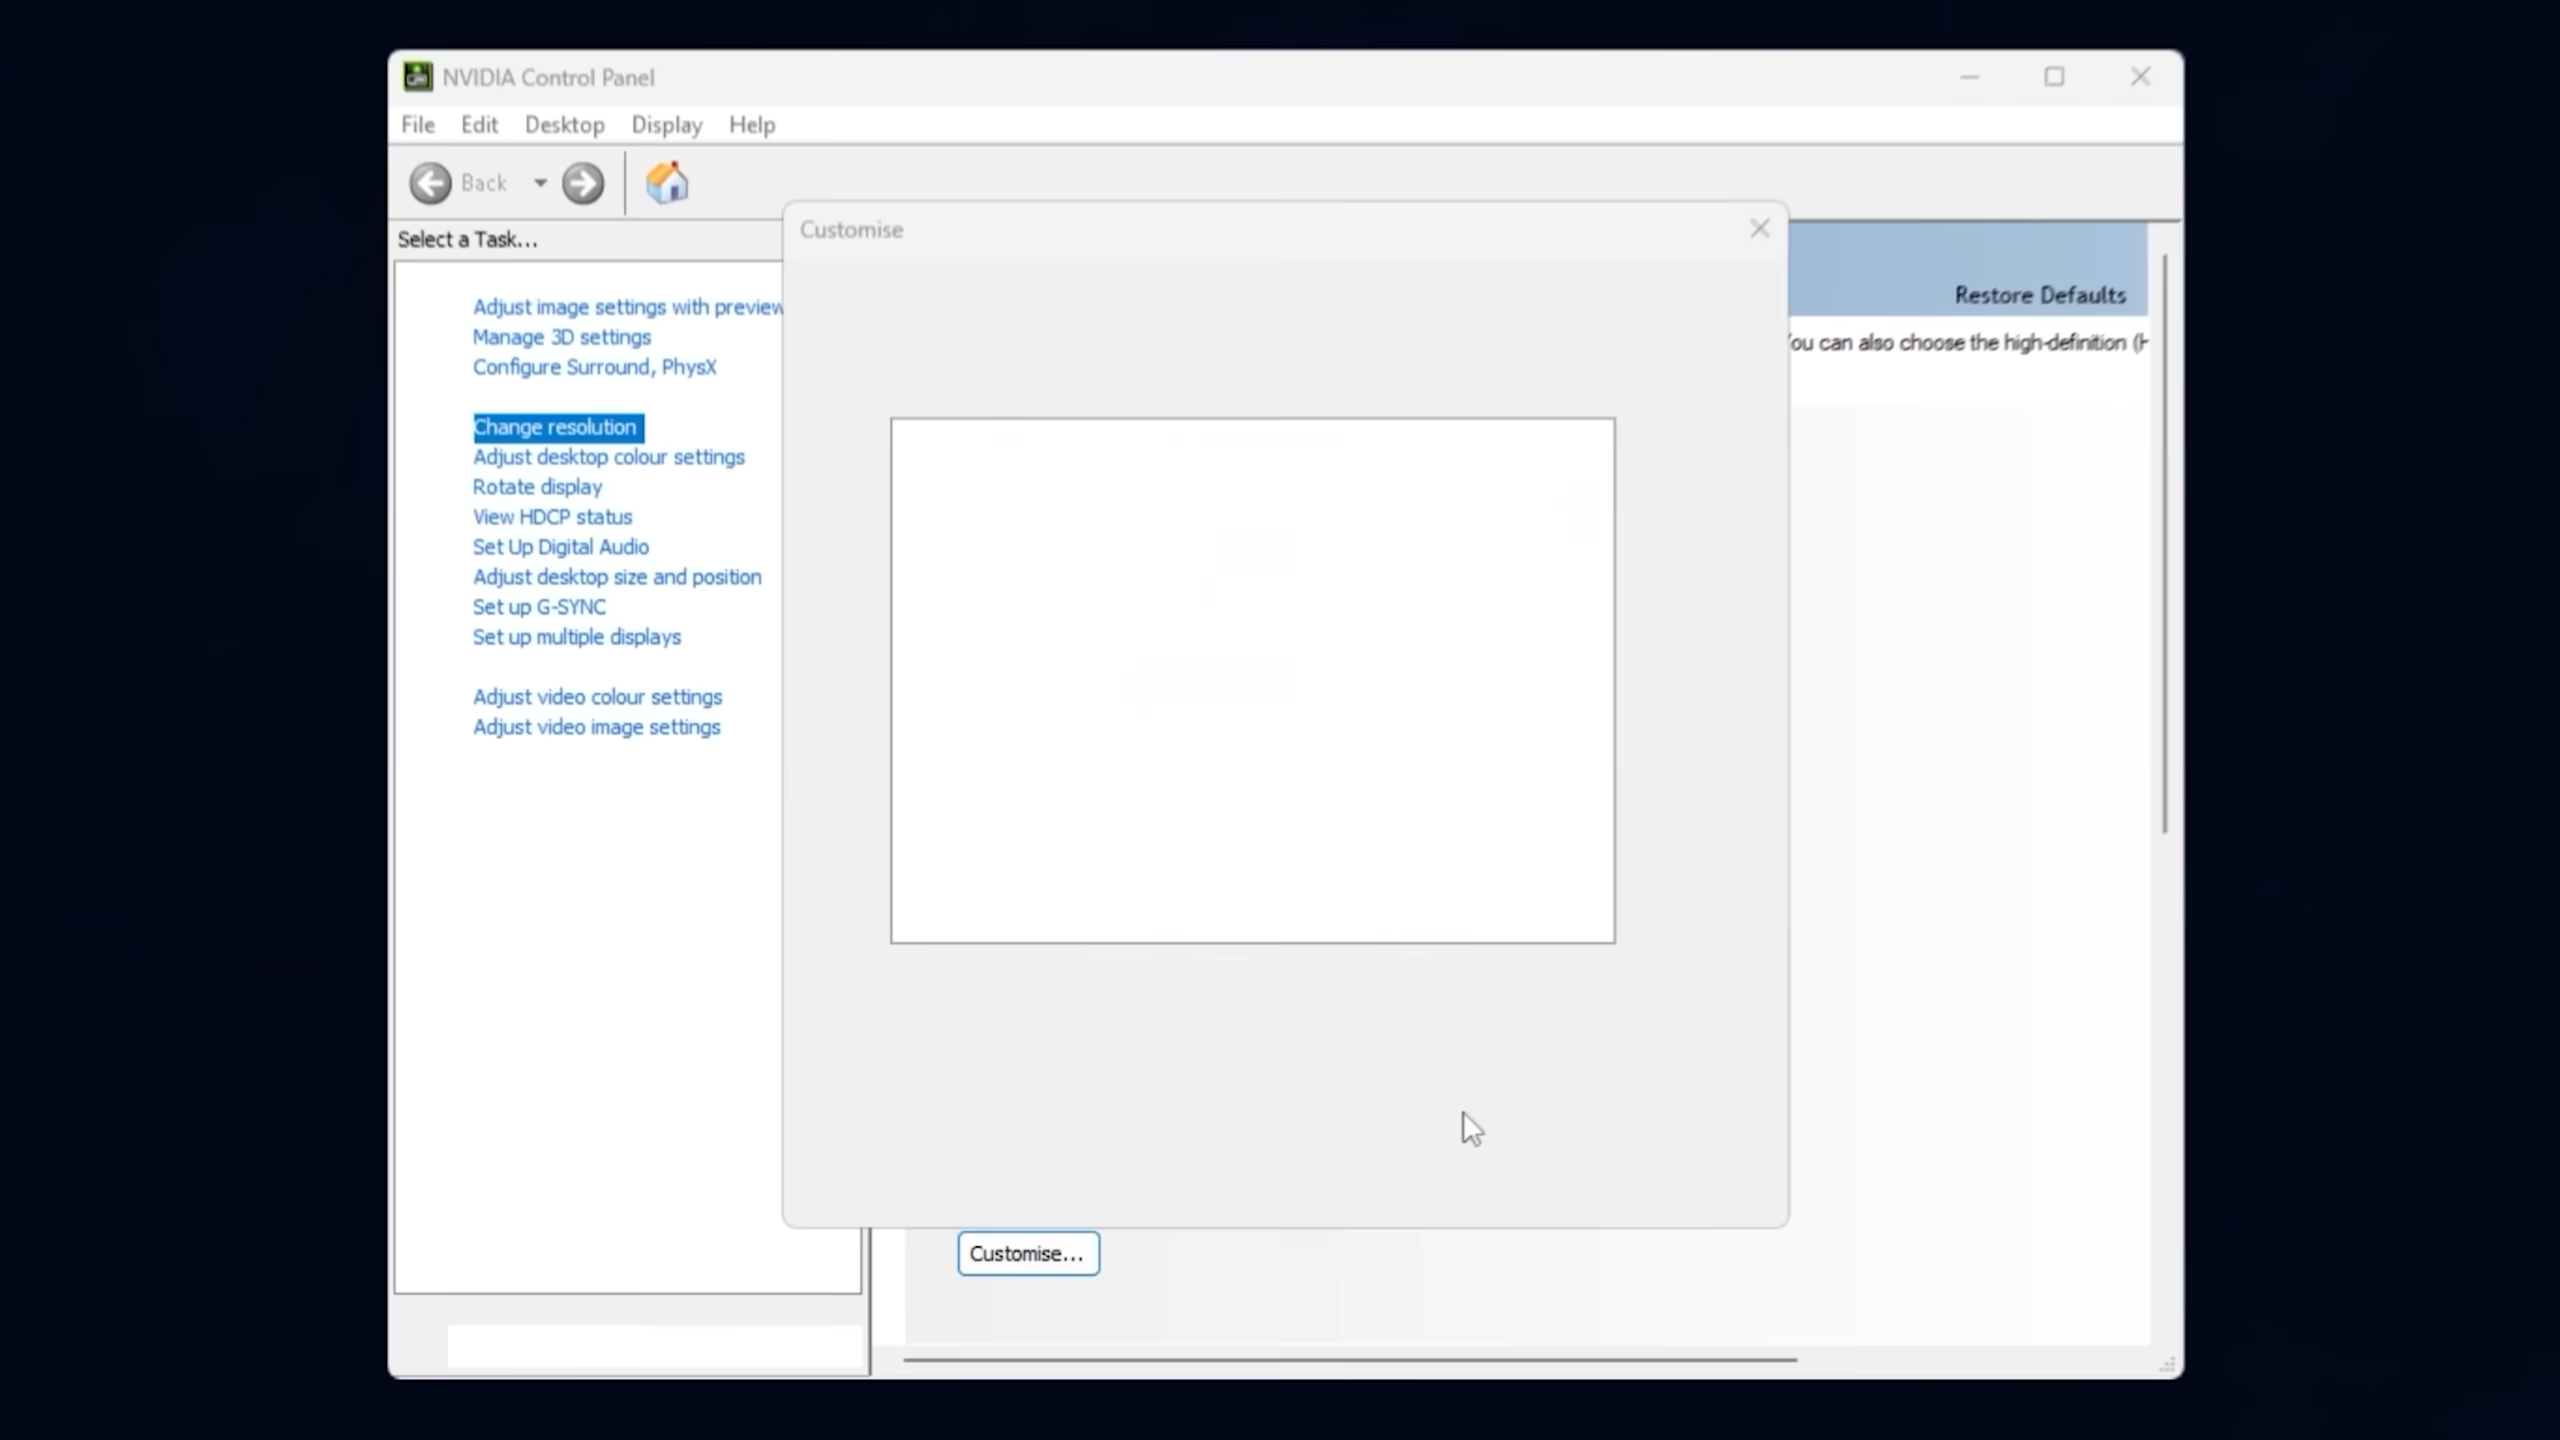 NVIDIA Control Panel
File Edit Desktop Display Help
Back
Select a Task...
Customise
Restore Defaults
ou can also choose the high-definition (H
Adjust image settings with preview
Manage 3D settings
Configure Surround, PhysX
Change resolution
Adjust desktop colour settings
Rotate display
View HDCP status
Set Up Digital Audio
Adjust desktop size and position
Set up G-SYNC
Set up multiple displays
Adjust video colour settings
Adjust video image settings
Customise...